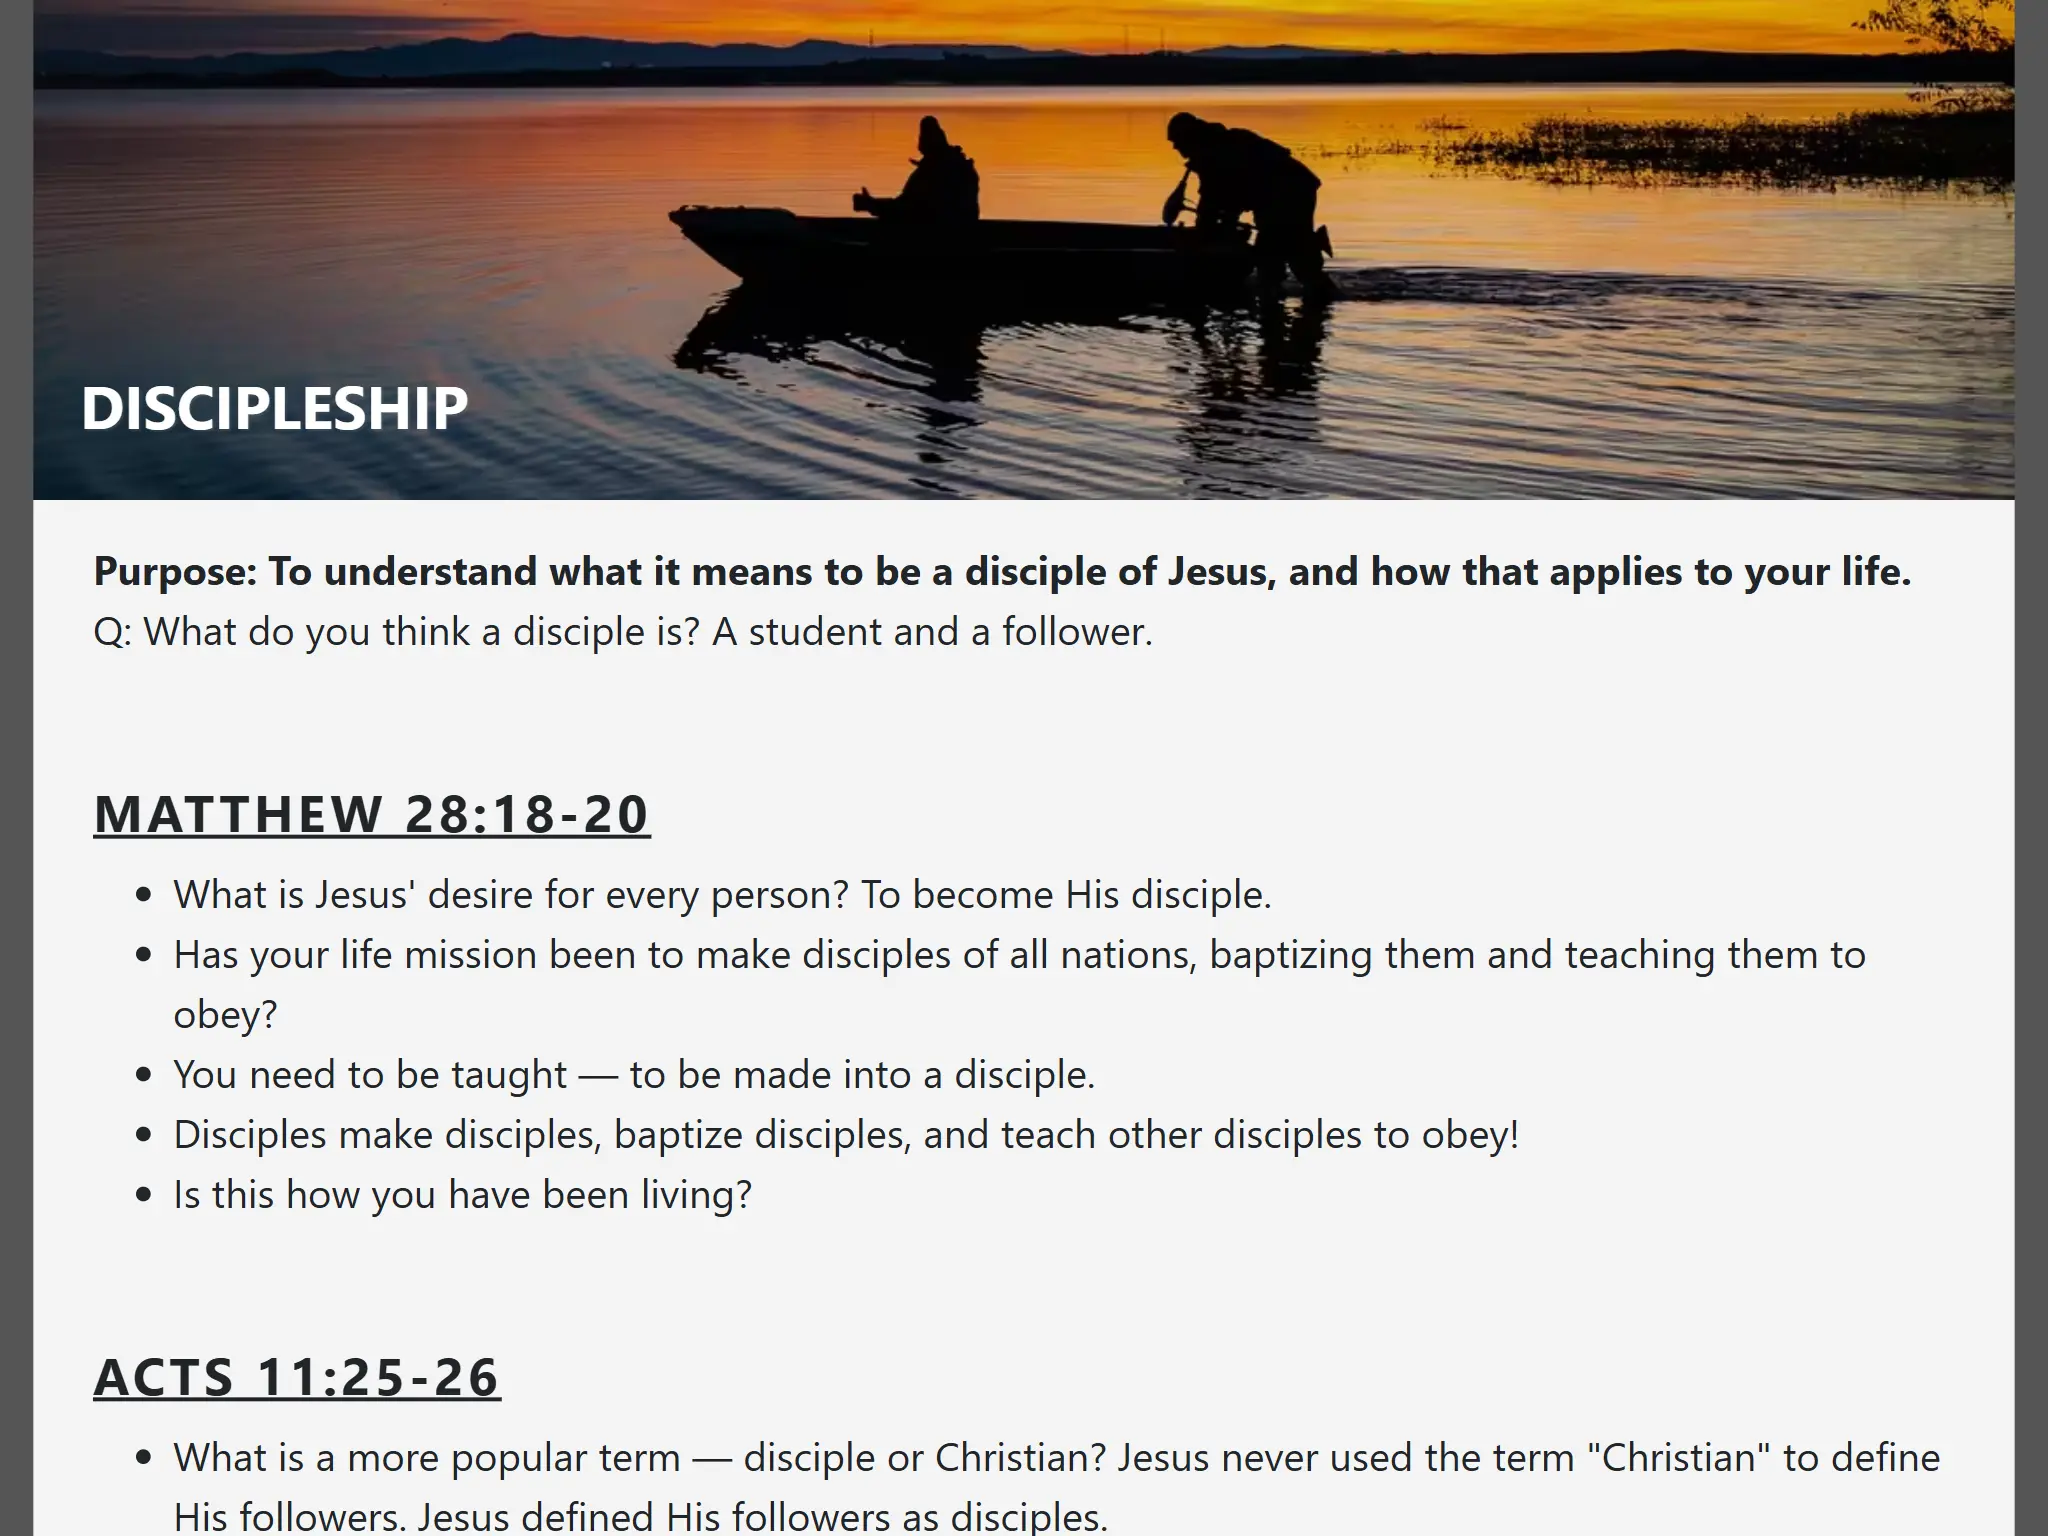 DISCIPLESHIP
Purpose: To understand what it means to be a disciple of Jesus, and how that applies to your life.
Q: What do you think a disciple is? A student and a follower.
MATTHEW 28:18-20
• What is Jesus' desire for every person? To become His disciple.
• Has your life mission been to make disciples of all nations, baptizing them and teaching them to
obey?
• You need to be taught — to be made into a disciple.
• Disciples make disciples, baptize disciples, and teach other disciples to obey!
• Is this how you have been living?
ACTS 11:25-26
• What is a more popular term — disciple or Christian? Jesus never used the term "Christian" to define
His followers. Jesus defined His followers as disciples.